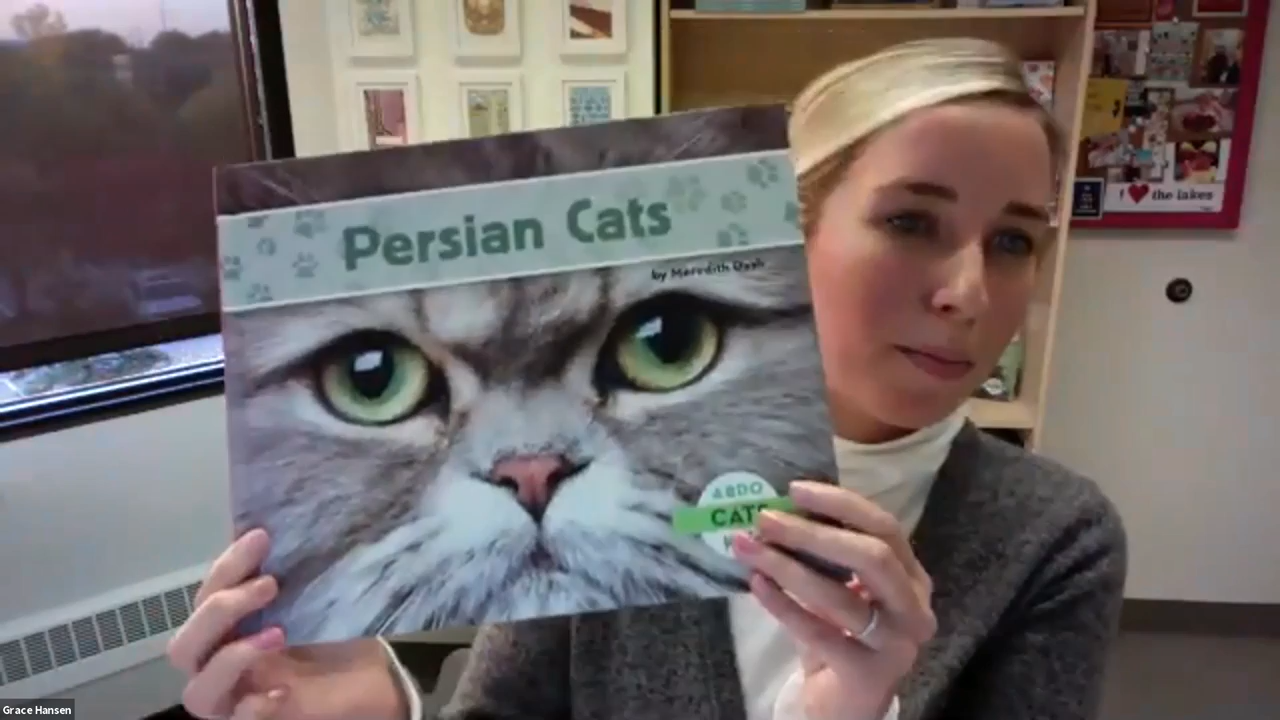 Persian Cats
by Meredith Dash
ABDO
CATS
I ♥ the lakes
Grace Hansen